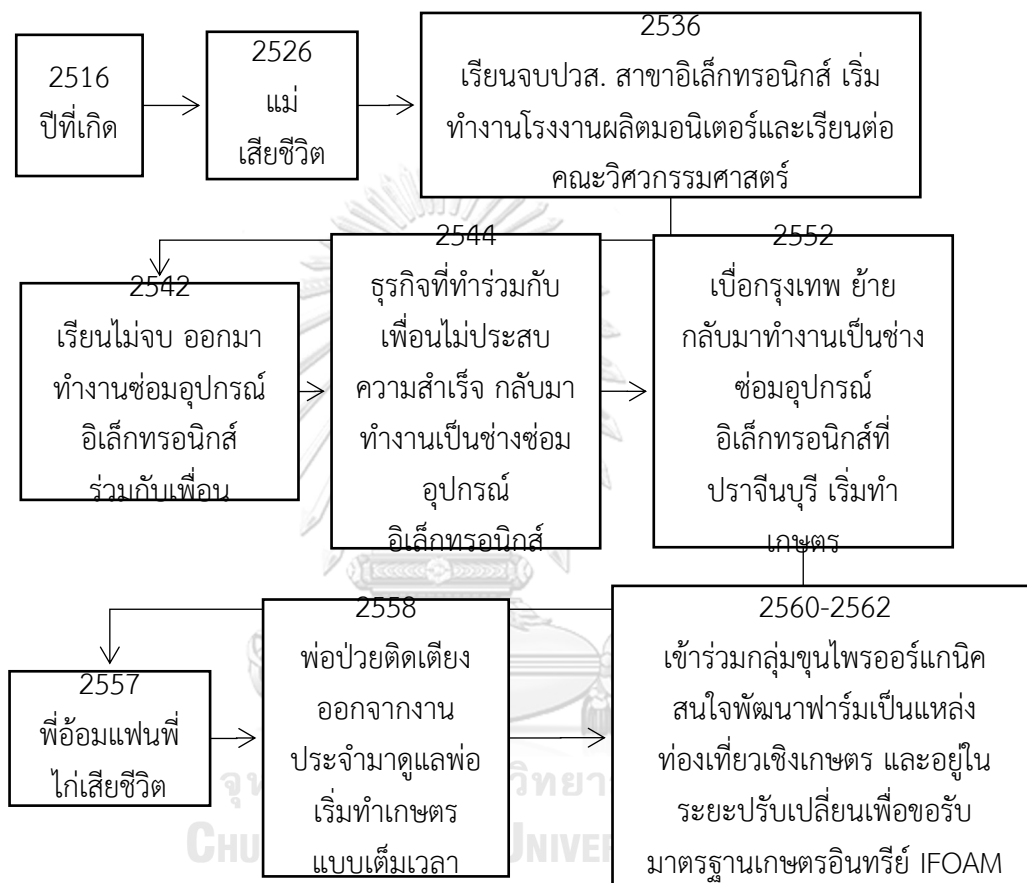 2516
ปีที่เกิด
2526
แม่
เสียชีวิต
2536
เรียนจบปวส. สาขาอิเล็กทรอนิกส์ เริ่ม
ทำงานโรงงานผลิตมอนิเตอร์และเรียนต่อ
คณะวิศวกรรมศาสตร์
2542
เรียนไม่จบ ออกมา
ทำงานซ่อมอุปกรณ์
อิเล็กทรอนิกส์
ร่วมกับเพื่อน
2544
ธุรกิจที่ทำร่วมกับ
เพื่อนไม่ประสบ
ความสำเร็จ กลับมา
ทำงานเป็นช่างซ่อม
อุปกรณ์
อิเล็กทรอนิกส์
2552
เบื่อกรุงเทพ ย้าย
กลับมาทำงานเป็นช่าง
ซ่อมอุปกรณ์
อิเล็กทรอนิกส์ที่
ปราจีนบุรี เริ่มทำ
เกษตร
2557
พี่อ้อมแฟนพี่
ไก่เสียชีวิต
2558
พ่อป่วยติดเตียง
ออกจากงาน
ประจำมาดูแลพ่อ
เริ่มทำเกษตร
แบบเต็มเวลา
2560-2562
เข้าร่วมกลุ่มขุนไพรออร์แกนิค
สนใจพัฒนาฟาร์มเป็นแหล่ง
ท่องเที่ยวเชิงเกษตร และอยู่ใน
ระยะปรับเปลี่ยนเพื่อขอรับ
มาตรฐานเกษตรอินทรีย์ IFOAM